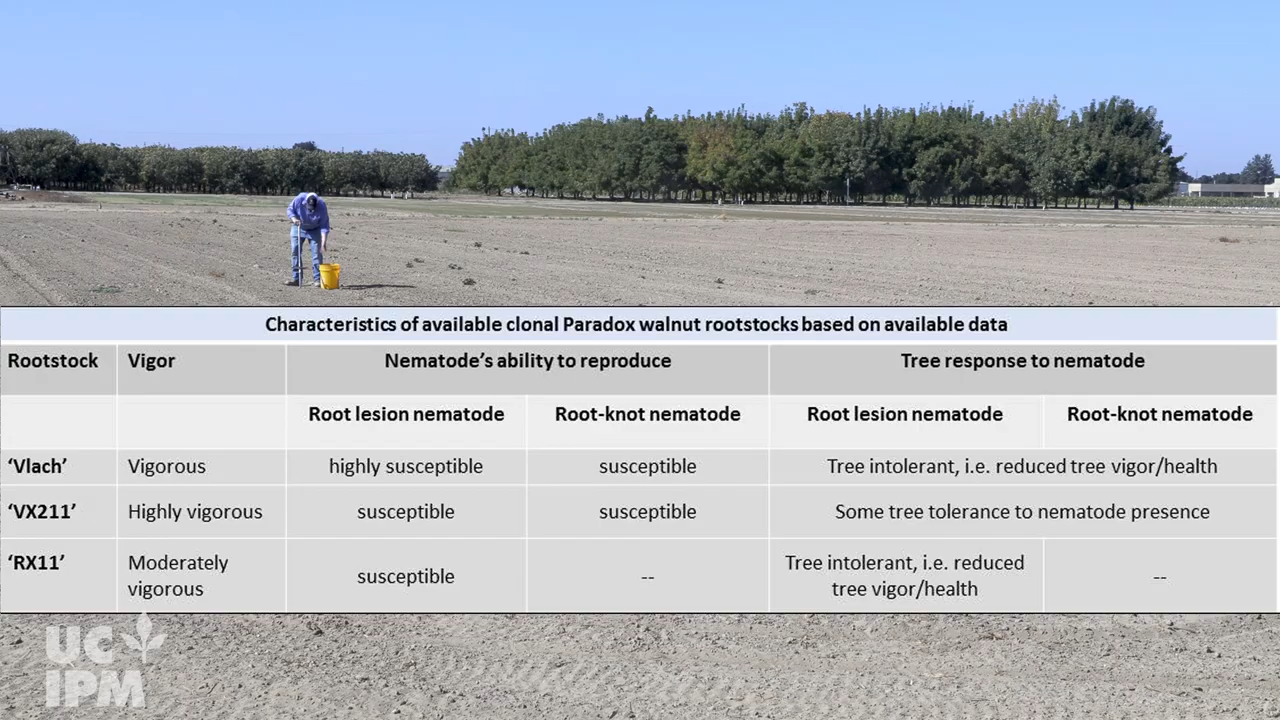 Characteristics of available clonal Paradox walnut rootstocks based on available data
Rootstock Vigor Nematode's ability to reproduce Tree response to nematode
Root lesion nematode Root-knot nematode Root lesion nematode Root-knot nematode
‘Vlach’ Vigorous highly susceptible susceptible Tree intolerant, i.e. reduced tree vigor/health
‘VX211’ Highly vigorous susceptible susceptible Some tree tolerance to nematode presence
‘RX11’ Moderately vigorous susceptible -- Tree intolerant, i.e. reduced tree vigor/health --
UC
IPM